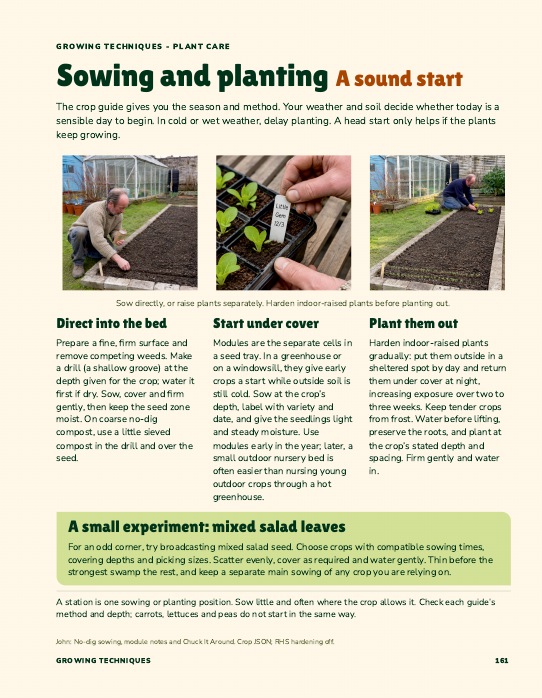 GROWING TECHNIQUES - PLANT CARE
Sowing and planting A sound start
The crop guide gives you the season and method. Your weather and soil decide whether today is a
sensible day to begin. In cold or wet weather, delay planting. A head start only helps if the plants
keep growing.
Little
Gem
12/3
Sow directly, or raise plants separately. Harden indoor-raised plants before planting out.
Direct into the bed
Prepare a fine, firm surface and
remove competing weeds. Make
a drill (a shallow groove) at the
depth given for the crop; water it
first if dry. Sow, cover and firm
gently, then keep the seed zone
moist. On coarse no-dig
compost, use a little sieved
compost in the drill and over the
seed.
Start under cover
Modules are the separate cells in
a seed tray. In a greenhouse or
on a windowsill, they give early
crops a start while outside soil is
still cold. Sow at the crop's
depth, label with variety and
date, and give the seedlings light
and steady moisture. Use
modules early in the year; later, a
small outdoor nursery bed is
often easier than nursing young
outdoor crops through a hot
greenhouse.
Plant them out
Harden indoor-raised plants
gradually: put them outside in a
sheltered spot by day and return
them under cover at night,
increasing exposure over two to
three weeks. Keep tender crops
from frost. Water before lifting,
preserve the roots, and plant at
the crop's stated depth and
spacing. Firm gently and water
in.
A small experiment: mixed salad leaves
For an odd corner, try broadcasting mixed salad seed. Choose crops with compatible sowing times,
covering depths and picking sizes. Scatter evenly, cover as required and water gently. Thin before the
strongest swamp the rest, and keep a separate main sowing of any crop you are relying on.
A station is one sowing or planting position. Sow little and often where the crop allows it. Check each guide's
method and depth; carrots, lettuces and peas do not start in the same way.
John: No-dig sowing, module notes and Chuck It Around. Crop JSON; RHS hardening off.
GROWING TECHNIQUES
161